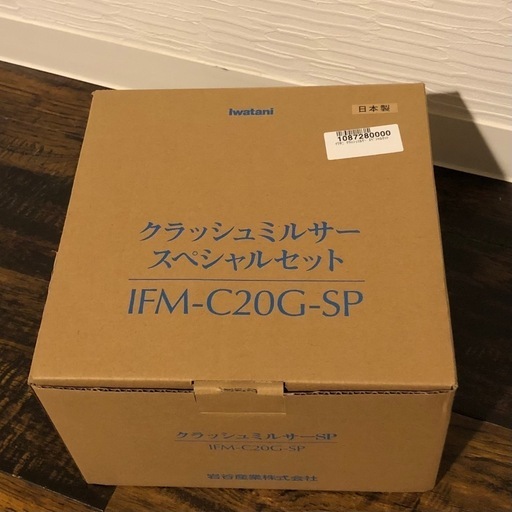 iwatani
日本製
1087280000
クラッシュミルサー
スペシャルセット
IFM-C20G-SP
クラッシュミルサーSP
IFM-C20G-SP
岩谷産業株式会社